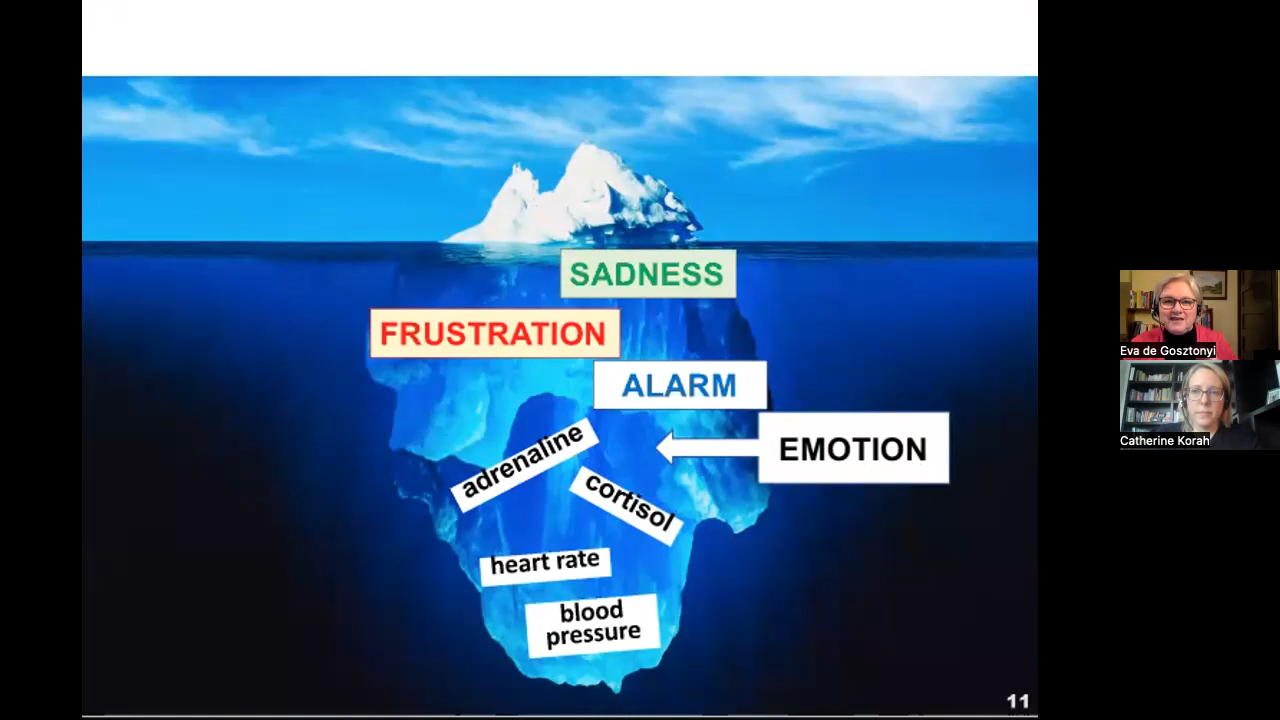 SADNESS
FRUSTRATION
ALARM
EMOTION
adrenaline
cortisol
heart rate
blood
pressure
11
Eva de Gosztonyi
Catherine Korah